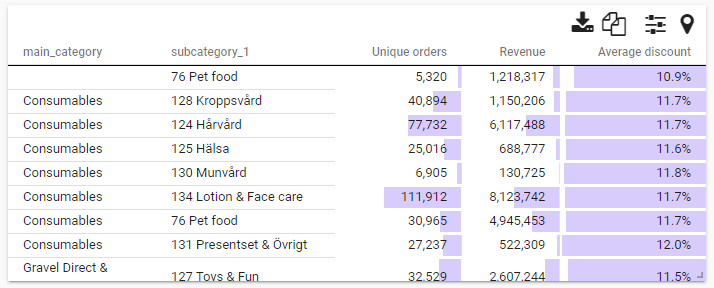 main_category subcategory_1 Unique orders Revenue Average discount
76 Pet food 5,320 1,218,317 10.9%
Consumables 128 Kroppsvård 40,894 1,150,206 11.7%
Consumables 124 Hårvård 77,732 6,117,488 11.7%
Consumables 125 Hälsa 25,016 688,777 11.6%
Consumables 130 Munvård 6,905 130,725 11.8%
Consumables 134 Lotion & Face care 111,912 8,123,742 11.7%
Consumables 76 Pet food 30,965 4,945,453 11.7%
Consumables 131 Presentset & Övrigt 27,237 522,309 12.0%
Gravel Direct &
127 Toys & Fun 32,529 2,607,244 11.5%